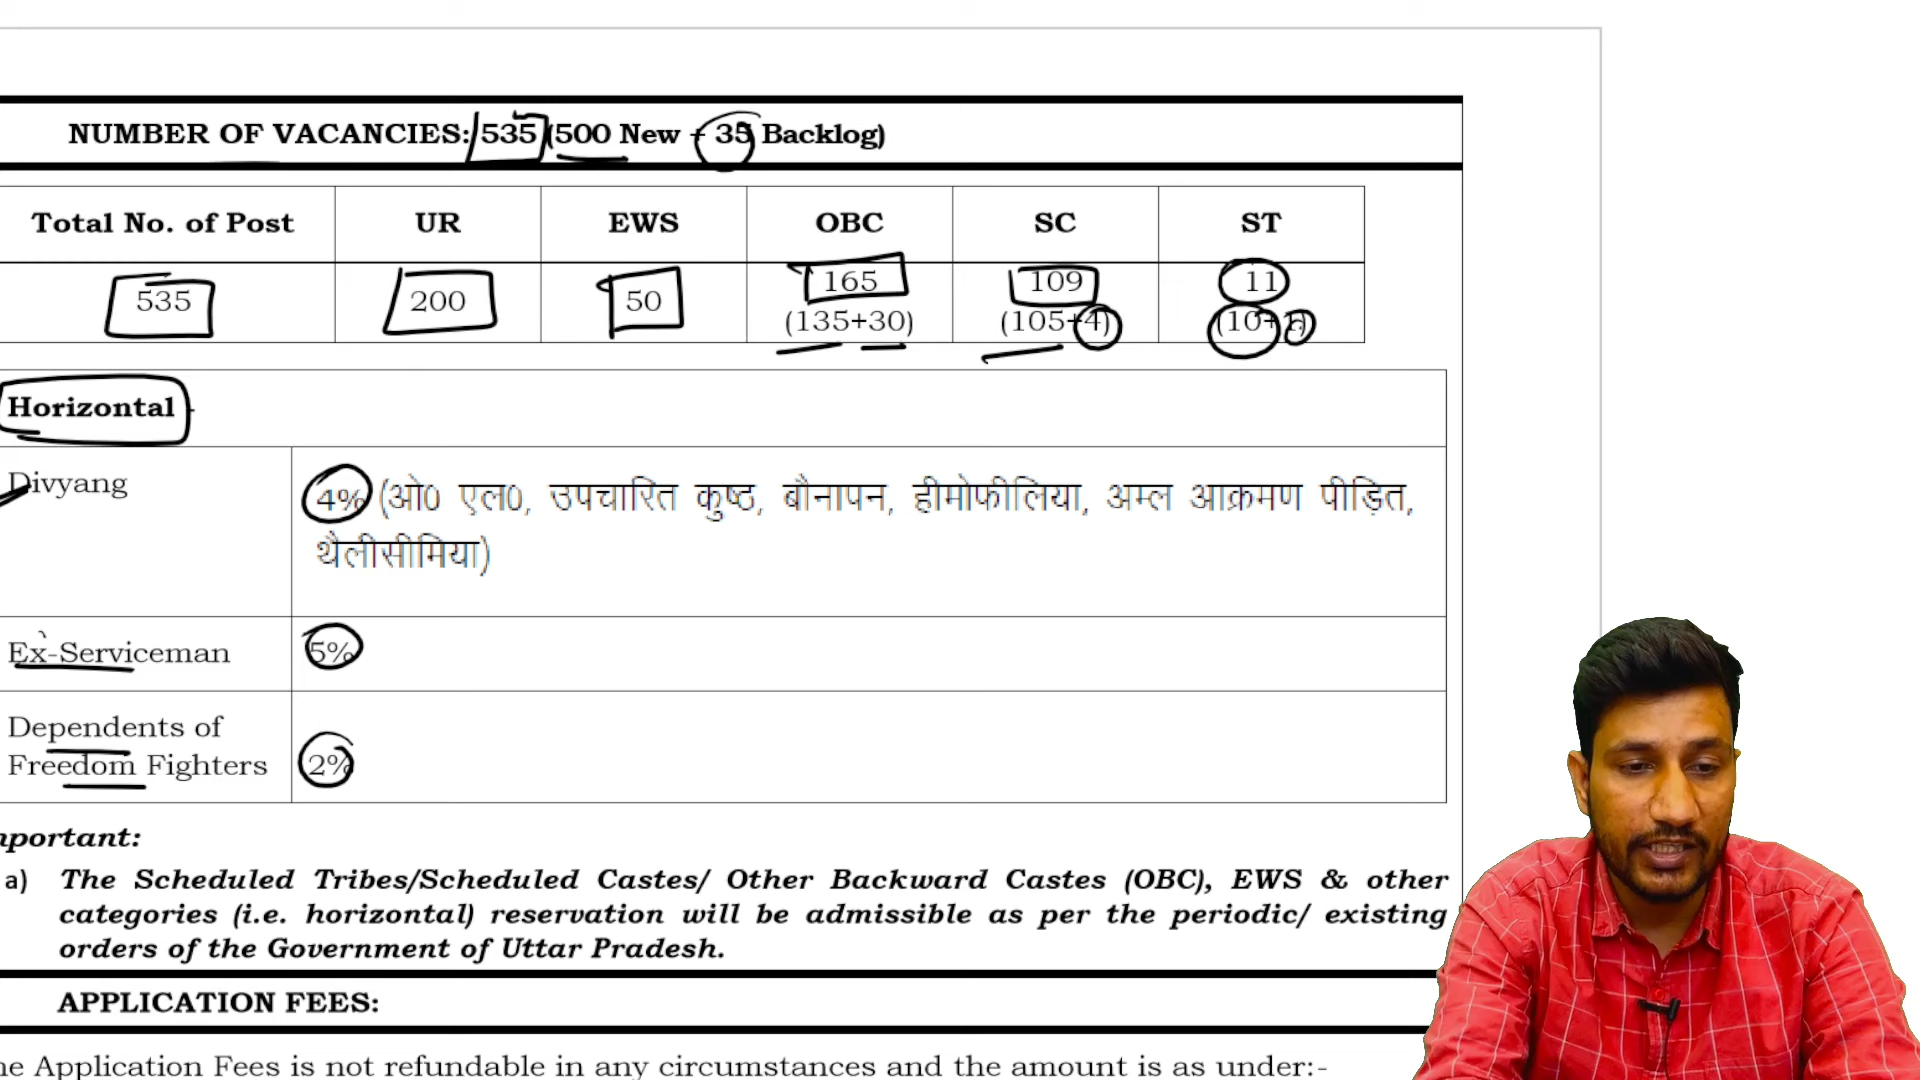 NUMBER OF VACANCIES: 535 (500 New + 35 Backlog)
Total No. of Post UR EWS OBC SC ST
535 200 50 165 109 11
(135+30) (105+4) (10+1)
Horizontal
Divyang 4% (ओ0 एल0, उपचारित कुष्ठ, बौनापन, हीमोफीलिया, अम्ल आक्रमण पीड़ित,
थैलीसीमिया)
Ex-Serviceman 5%
Dependents of
Freedom Fighters 2%
mportant:
a) The Scheduled Tribes/Scheduled Castes/ Other Backward Castes (OBC), EWS & other
categories (i.e. horizontal) reservation will be admissible as per the periodic/ existing
orders of the Government of Uttar Pradesh.
APPLICATION FEES:
he Application Fees is not refundable in any circumstances and the amount is as under:-